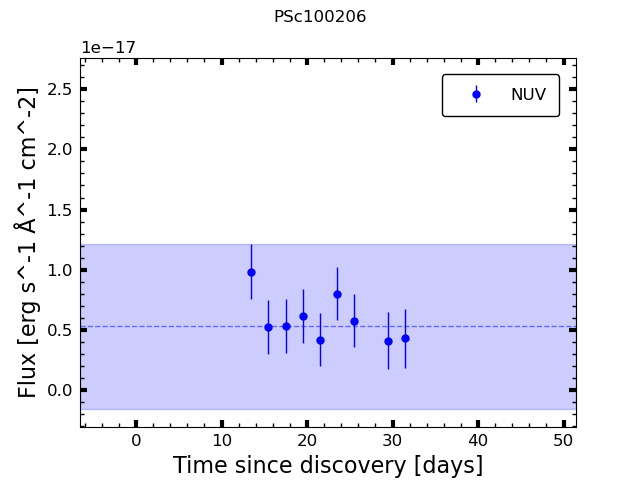 PSc100206
1e−17
NUV
2.5
2.0
1.5
1.0
0.5
0.0
Flux [erg s^-1 Å^-1 cm^-2]
0 10 20 30 40 50
Time since discovery [days]